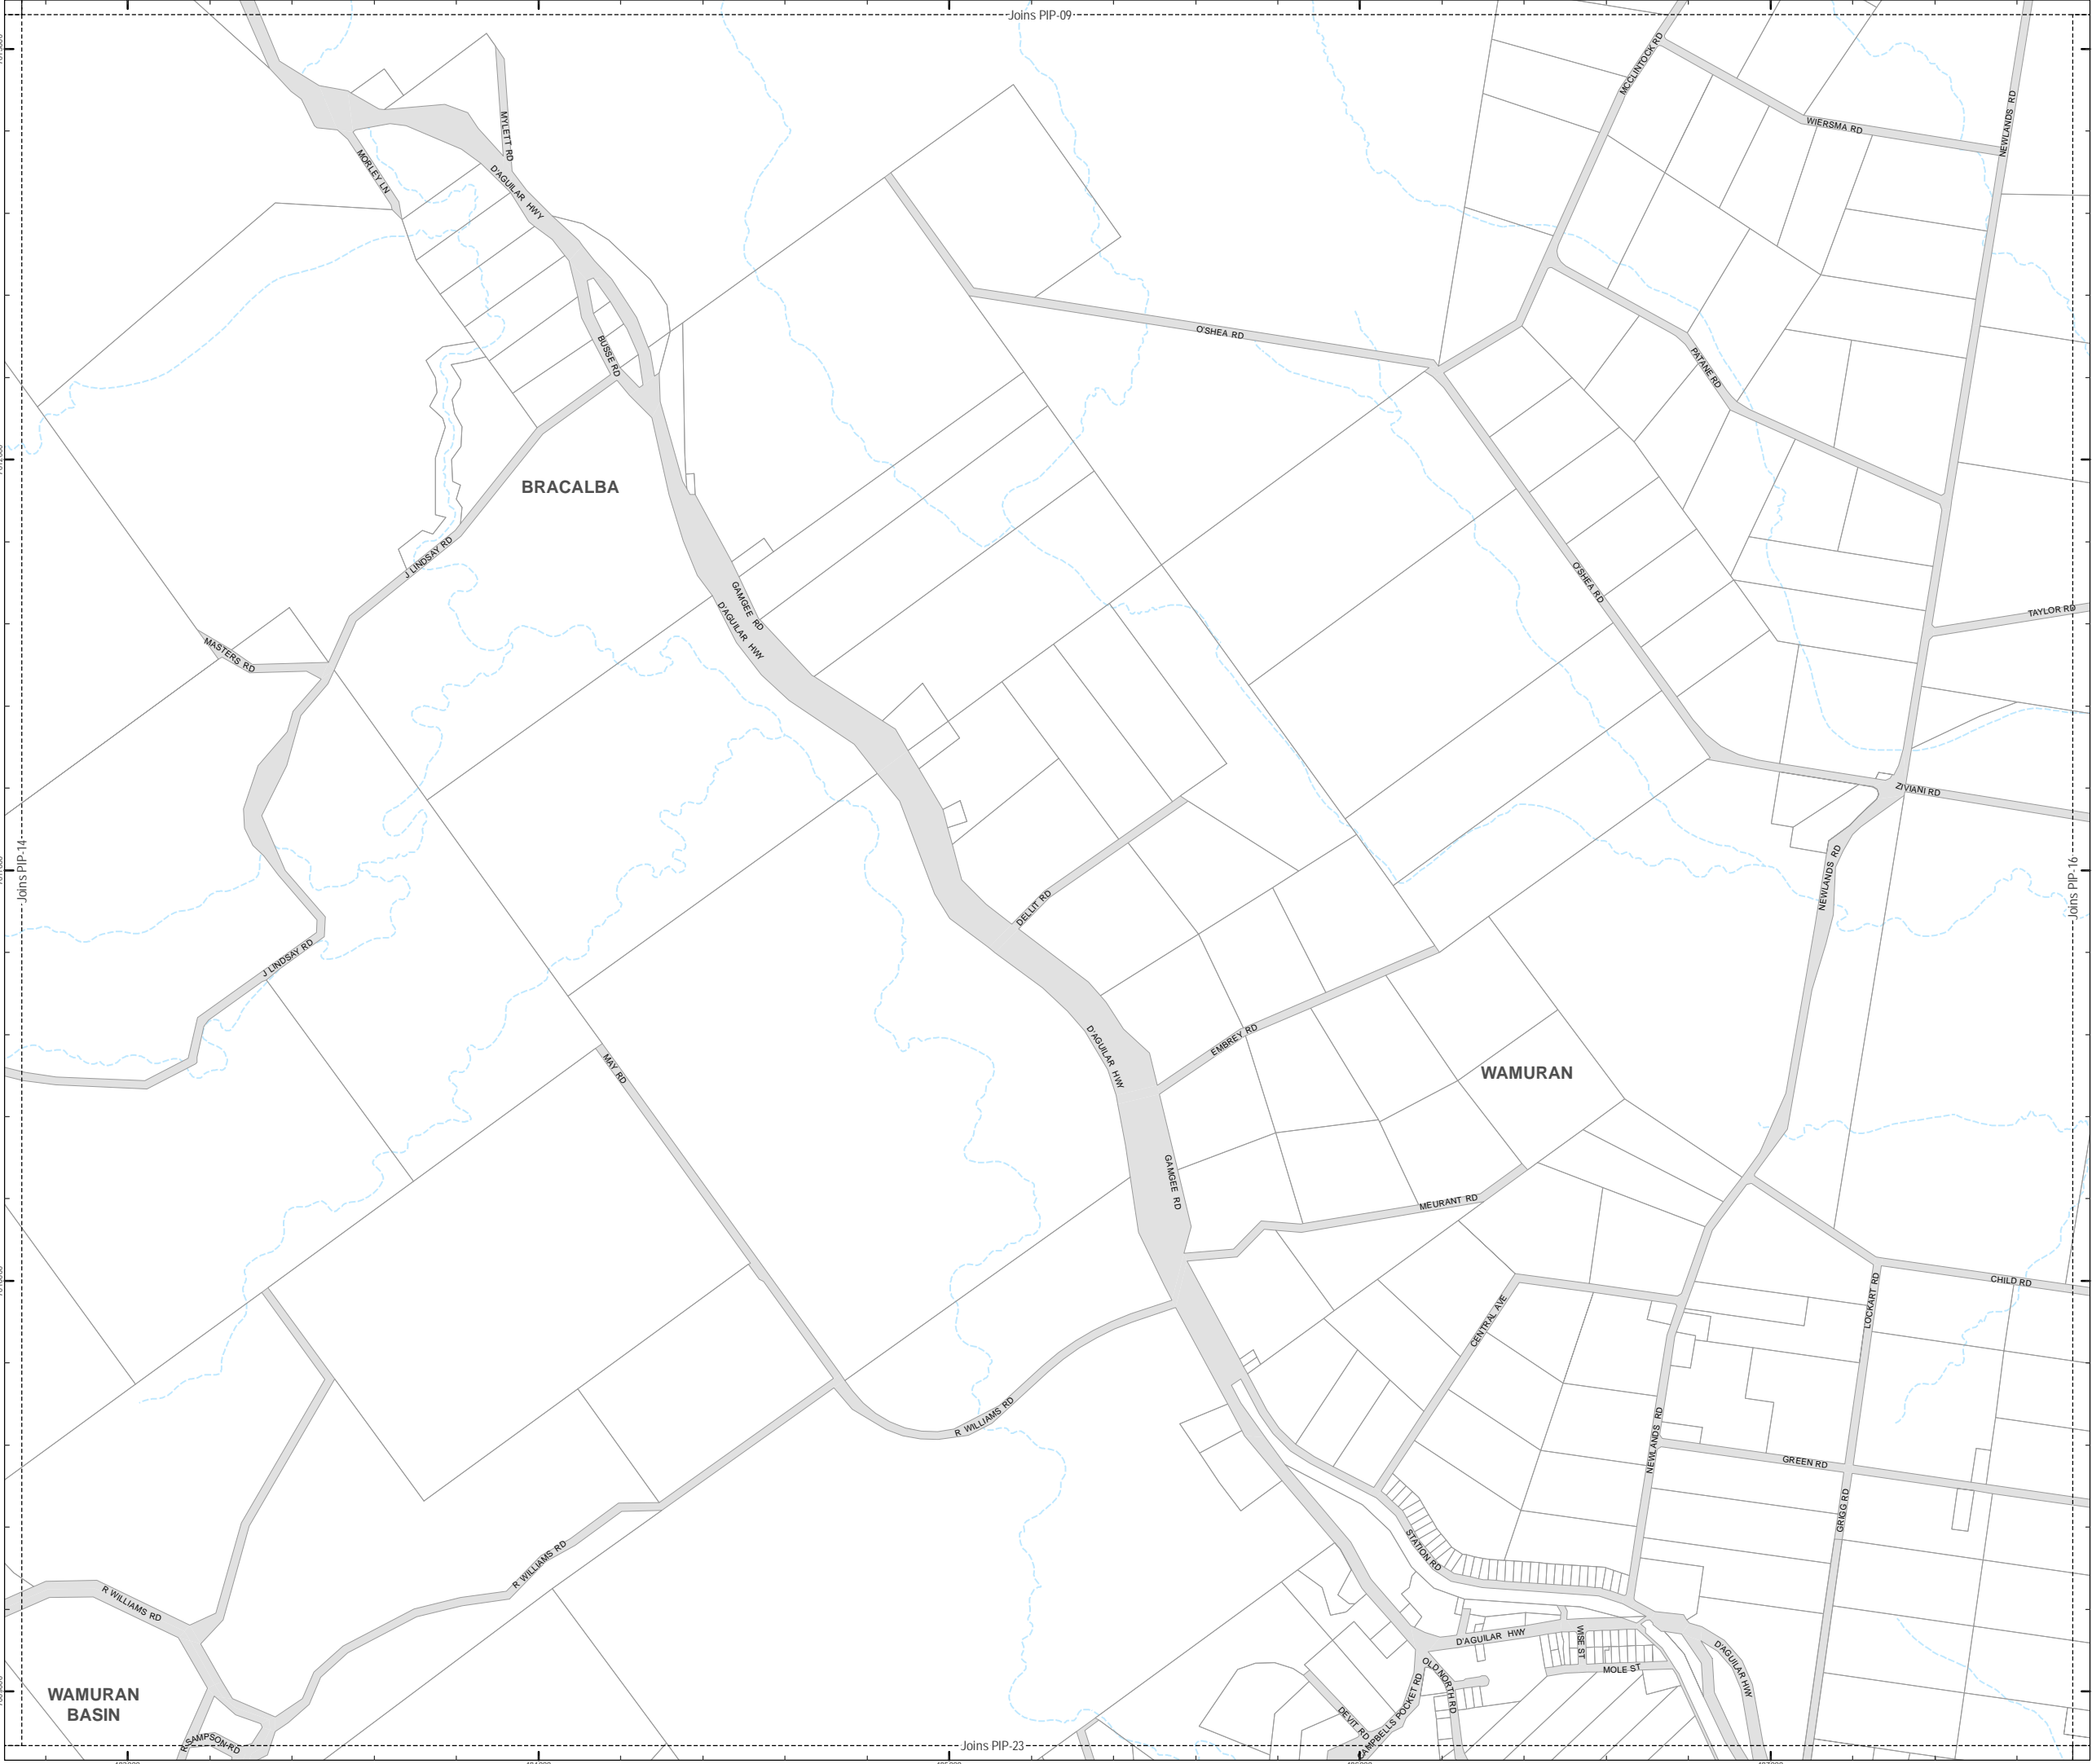 Joins PIP-09
MCCLINTOCK RD
WIERSMA RD
NEWLANDS RD
MYLETT RD
MORLEY LN
D'AGUILAR HWY
O'SHEA RD
BUSSE RD
PATANE RD
BRACALBA
J LINDSAY RD
GAMGEE RD
D'AGUILAR HWY
O'SHEA RD
TAYLOR RD
MASTERS RD
ZIVIANI RD
Joins PIP-14
NEWLANDS RD
Joins PIP-16
DELLIT RD
J LINDSAY RD
D'AGUILAR HWY
EMBREY RD
MAY RD
WAMURAN
GAMGEE RD
MEURANT RD
CHILD RD
CENTRAL AVE
LOCKART RD
R WILLIAMS RD
NEWLANDS RD
GREEN RD
GRIGG RD
STATION RD
R WILLIAMS RD
R WILLIAMS RD
D'AGUILAR HWY
WISE ST
MOLE ST
D'AGUILAR HWY
OLD NORTH RD
CAMPBELLS POCKET RD
DEVIT RD
WAMURAN
BASIN
R SAMPSON RD
Joins PIP-23